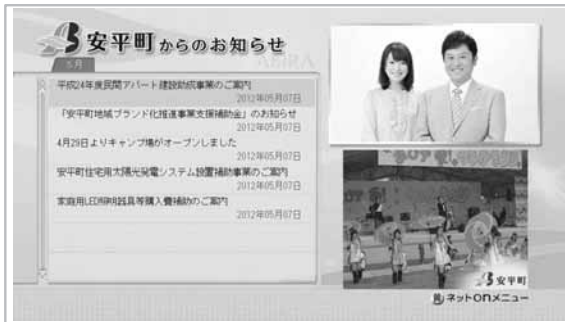 安平町からのお知らせ
5月
ABIRA
平成24年度民間アパート建設助成事業のご案内
2012年05月07日
「安平町地域ブランド化推進事業支援補助金」のお知らせ
2012年05月07日
4月29日よりキャンプ場がオープンしました
2012年05月07日
安平町住宅用太陽光発電システム設置補助事業のご案内
2012年05月07日
家庭用LED照明器具等購入費補助のご案内
2012年05月07日
安平町
ネットonメニュー